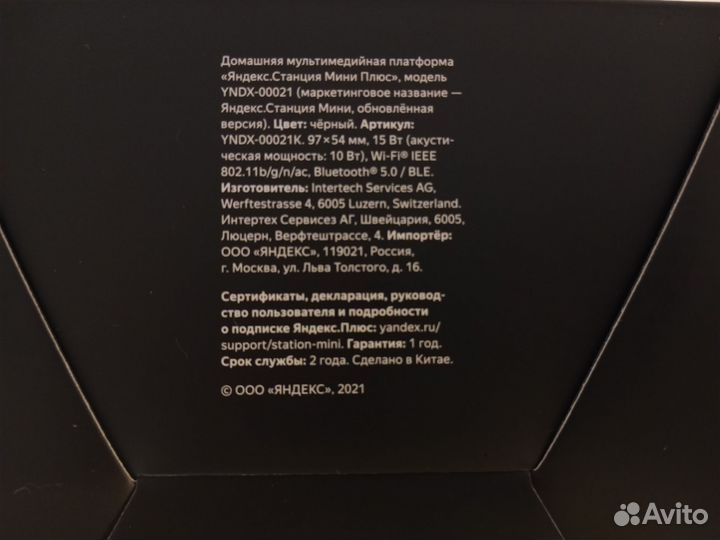 Домашняя мультимедийная платформа
«Яндекс.Станция Мини Плюс», модель
YNDX-00021 (маркетинговое название —
Яндекс.Станция Мини, обновлённая
версия). Цвет: чёрный. Артикул:
YNDX-00021K. 97×54 мм, 15 Вт (акусти-
ческая мощность: 10 Вт), Wi-Fi® IEEE
802.11b/g/n/ac, Bluetooth® 5.0 / BLE.
Изготовитель: Intertech Services AG,
Werftestrasse 4, 6005 Luzern, Switzerland.
Интертех Сервисез АГ, Швейцария, 6005,
Люцерн, Верфтештрассе, 4. Импортёр:
ООО «ЯНДЕКС», 119021, Россия,
г. Москва, ул. Льва Толстого, д. 16.
Сертификаты, декларация, руковод-
ство пользователя и подробности
о подписке Яндекс.Плюс: yandex.ru/
support/station-mini. Гарантия: 1 год.
Срок службы: 2 года. Сделано в Китае.
© ООО «ЯНДЕКС», 2021
Avito